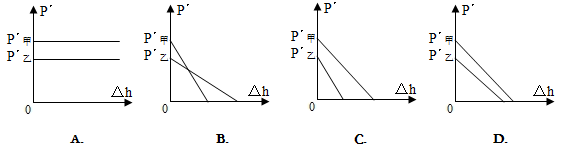 P′ P′ P′ P′
P′甲 P′甲 P′甲 P′甲
P′乙 P′乙 P′乙 P′乙
△h △h △h △h
0 0 0 0
A. B. C. D.